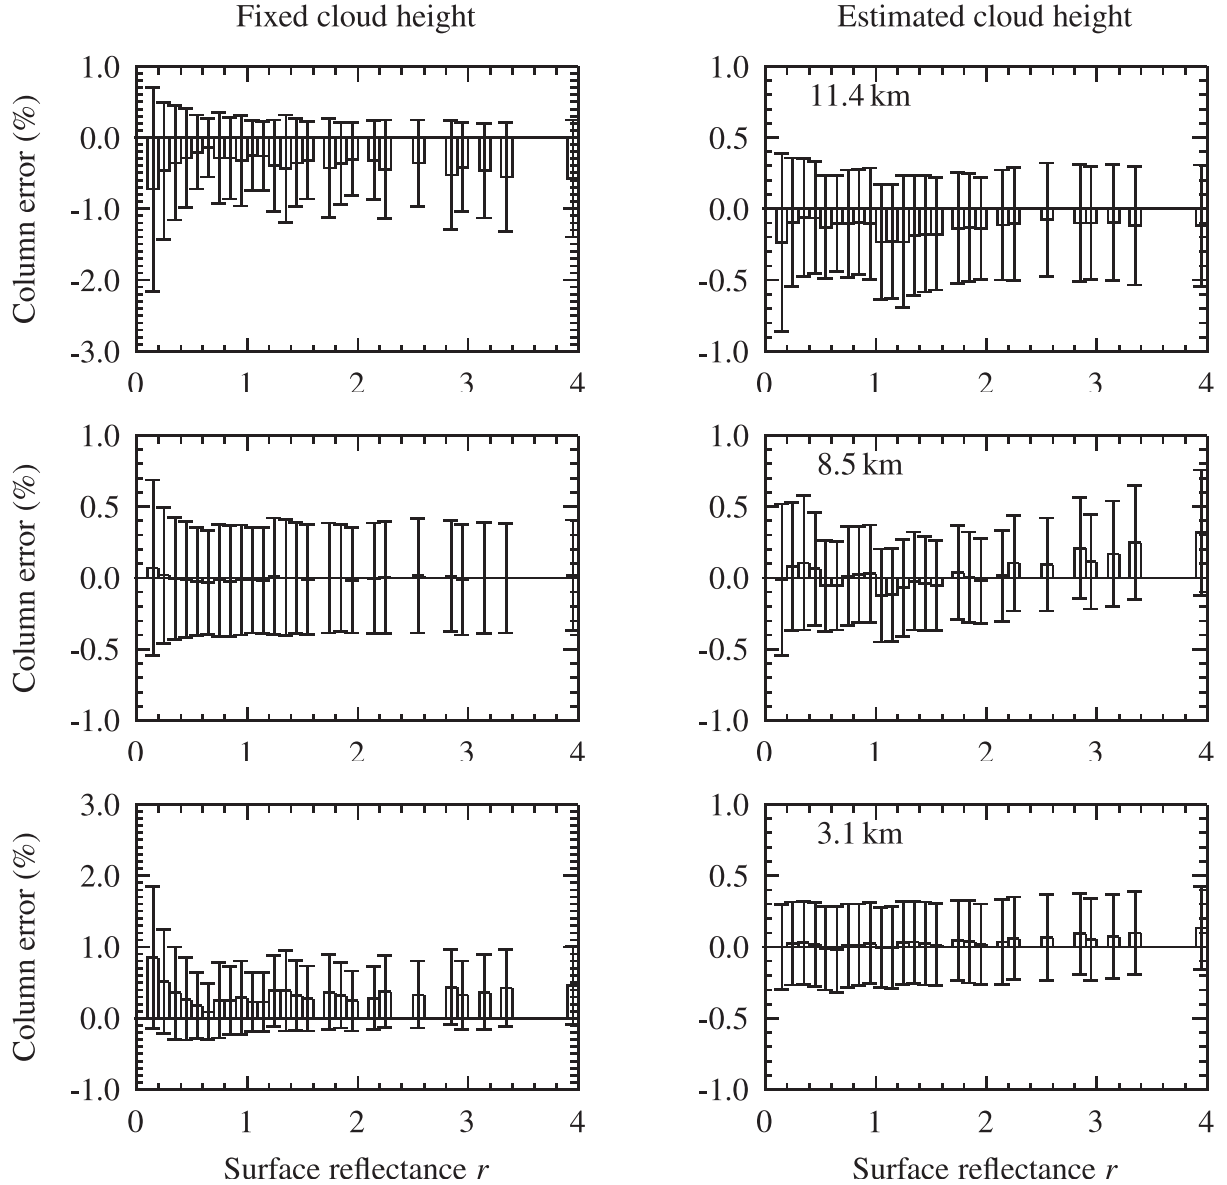 Fixed cloud height
Estimated cloud height
Column error (%)
1.0
0.0
-1.0
-2.0
-3.0
0 1 2 3 4
11.4 km
1.0
0.5
0.0
-0.5
-1.0
0 1 2 3 4
Column error (%)
1.0
0.5
0.0
-0.5
-1.0
0 1 2 3 4
8.5 km
1.0
0.5
0.0
-0.5
-1.0
0 1 2 3 4
Column error (%)
3.0
2.0
1.0
0.0
-1.0
0 1 2 3 4
Surface reflectance r
3.1 km
1.0
0.5
0.0
-0.5
-1.0
0 1 2 3 4
Surface reflectance r